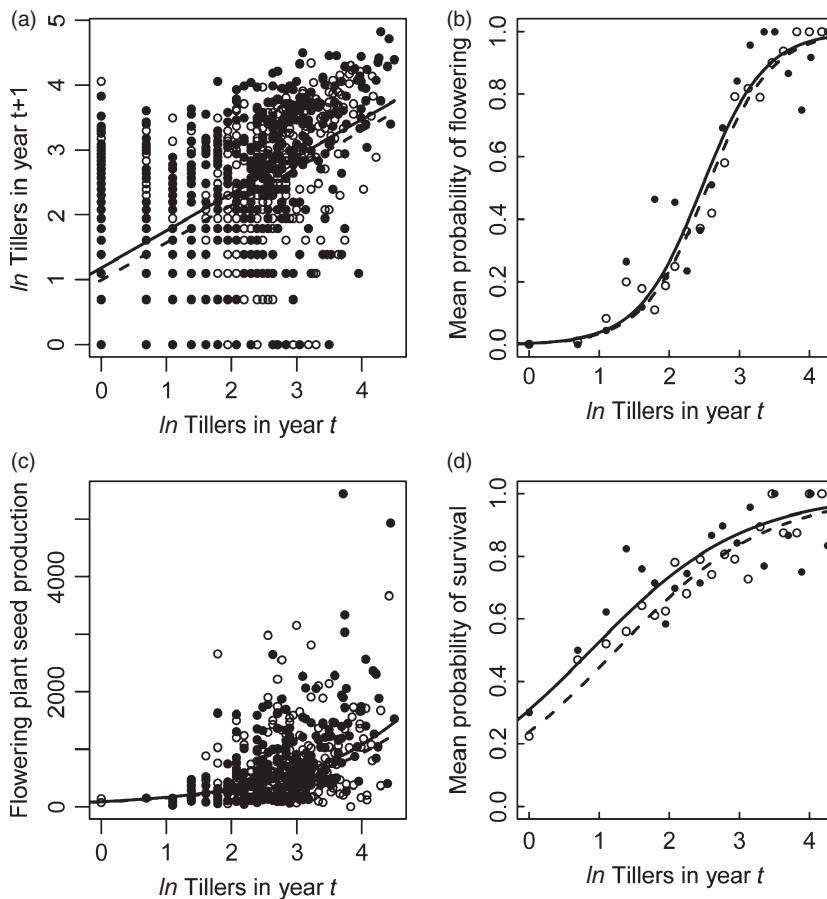 (a)
ln Tillers in year t+1
0 1 2 3 4 5
0 1 2 3 4
ln Tillers in year t
(b)
Mean probability of flowering
0.0 0.2 0.4 0.6 0.8 1.0
0 1 2 3 4
ln Tillers in year t
(c)
Flowering plant seed production
0 2000 4000
0 1 2 3 4
ln Tillers in year t
(d)
Mean probability of survival
0.0 0.2 0.4 0.6 0.8 1.0
0 1 2 3 4
ln Tillers in year t